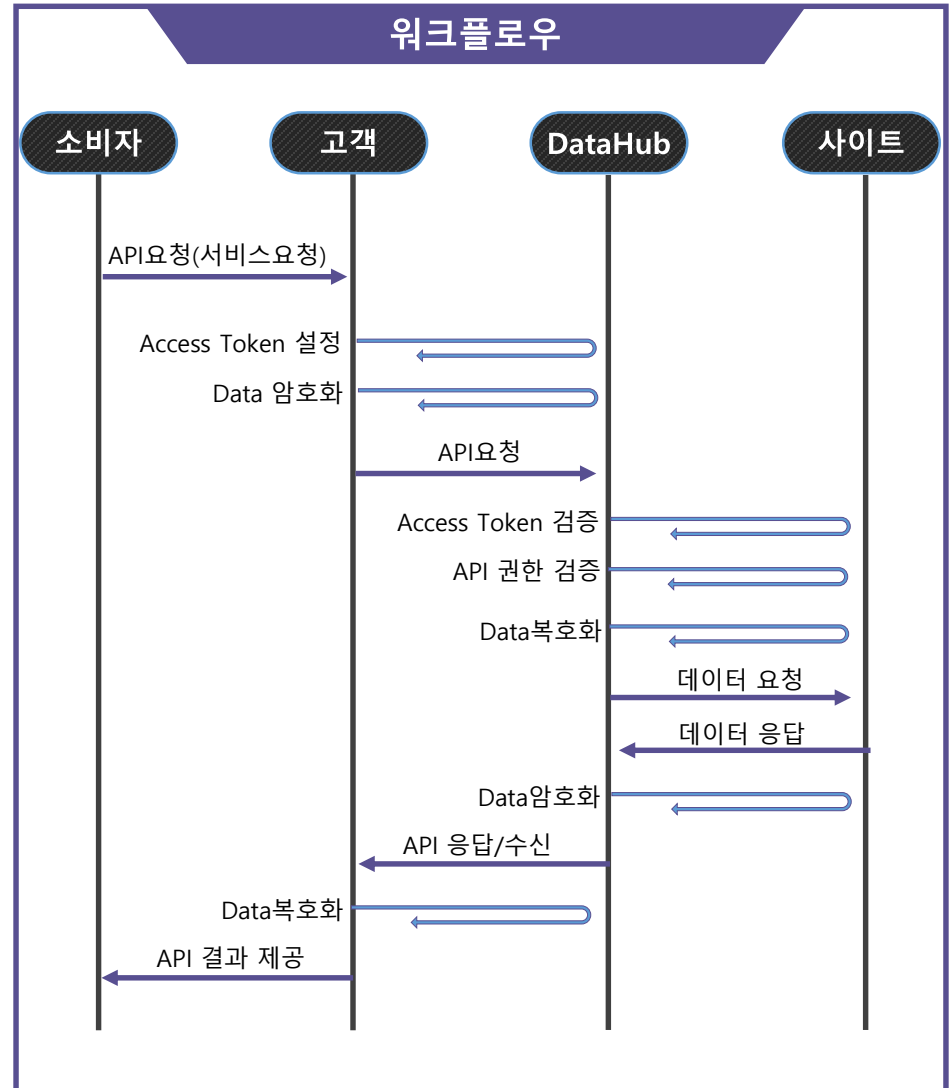 워크플로우
소비자
고객
DataHub
사이트
API요청(서비스요청)
Access Token 설정
Data 암호화
API요청
Access Token 검증
API 권한 검증
Data복호화
데이터 요청
데이터 응답
Data암호화
API 응답/수신
Data복호화
API 결과 제공